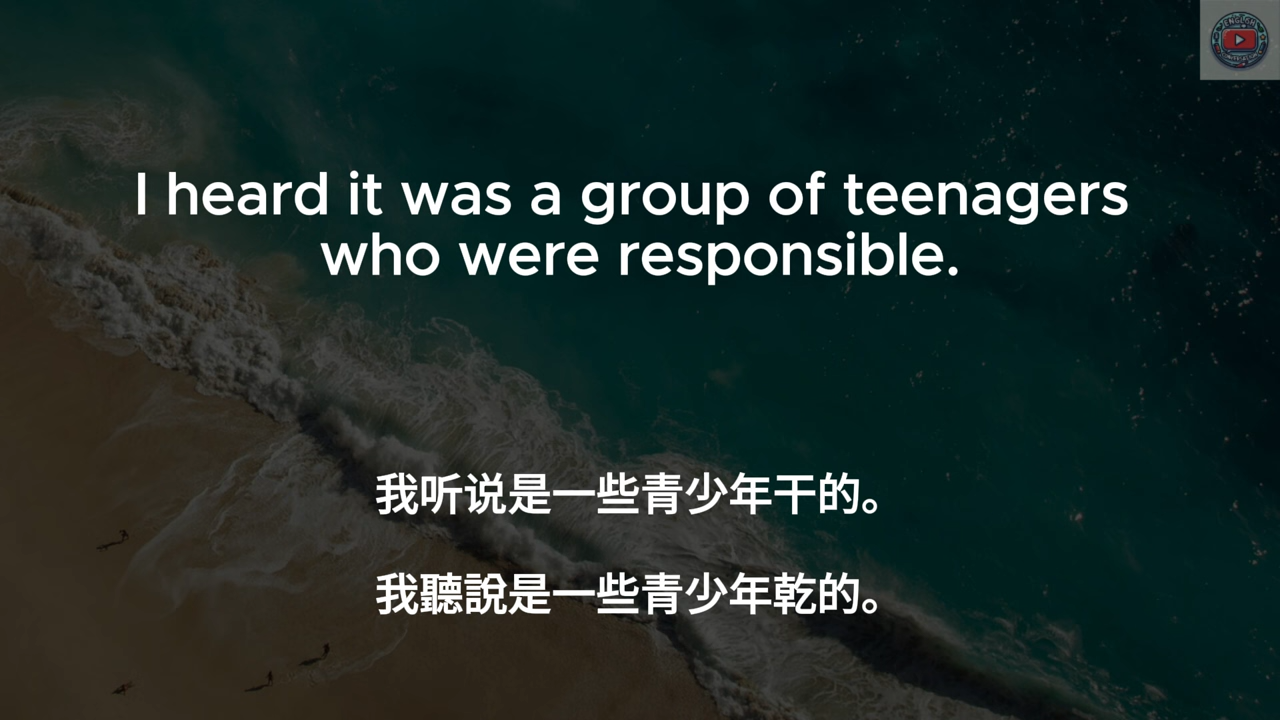 I heard it was a group of teenagers
who were responsible.
我听说是一些青少年干的。
我聽說是一些青少年乾的。